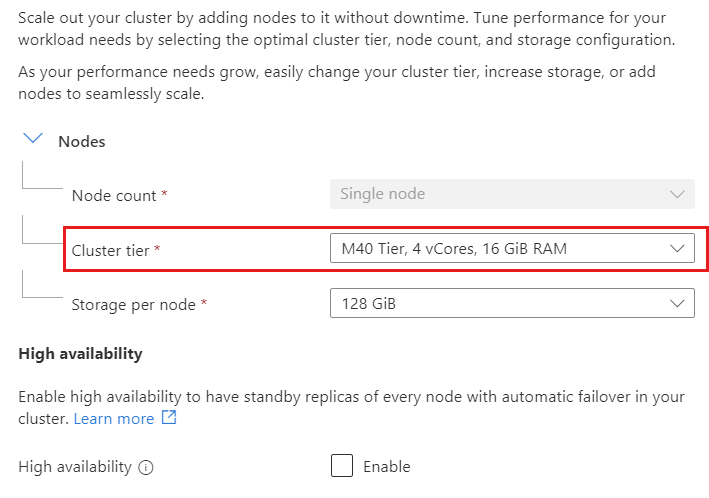 Scale out your cluster by adding nodes to it without downtime. Tune performance for your
workload needs by selecting the optimal cluster tier, node count, and storage configuration.
As your performance needs grow, easily change your cluster tier, increase storage, or add
nodes to seamlessly scale.
Nodes
Node count * Single node
Cluster tier * M40 Tier, 4 vCores, 16 GiB RAM
Storage per node * 128 GiB
High availability
Enable high availability to have standby replicas of every node with automatic failover in your
cluster. Learn more
High availability Enable